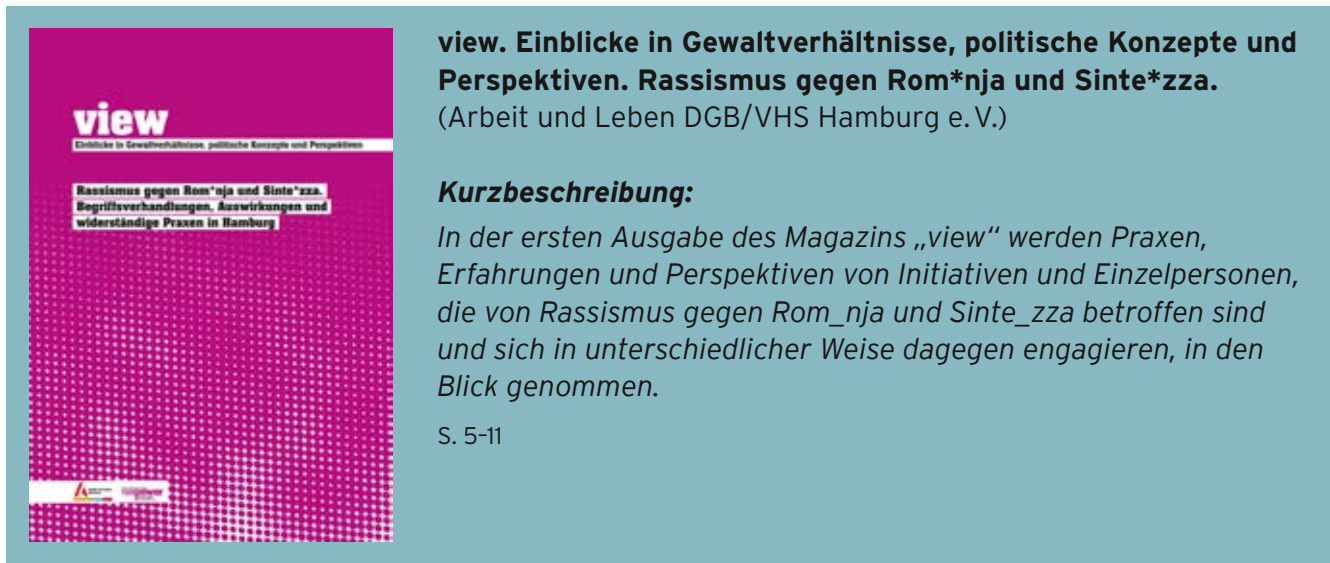 view
Einblicke in Gewaltverhältnisse, politische Konzepte und Perspektiven
Rassismus gegen Rom*nja und Sinte*zza.
Begriffsverhandlungen, Auswirkungen und
widerständige Praxen in Hamburg
view. Einblicke in Gewaltverhältnisse, politische Konzepte und
Perspektiven. Rassismus gegen Rom*nja und Sinte*zza.
(Arbeit und Leben DGB/VHS Hamburg e. V.)
Kurzbeschreibung:
In der ersten Ausgabe des Magazins „view“ werden Praxen,
Erfahrungen und Perspektiven von Initiativen und Einzelpersonen,
die von Rassismus gegen Rom_nja und Sinte_zza betroffen sind
und sich in unterschiedlicher Weise dagegen engagieren, in den
Blick genommen.
S. 5–11